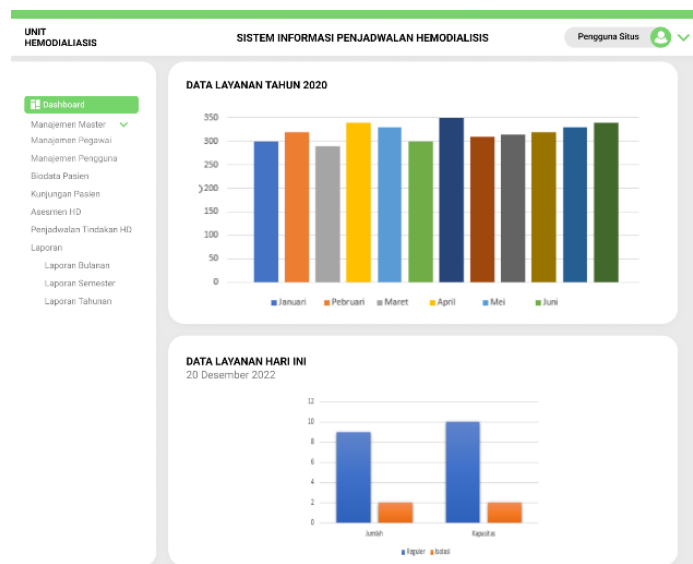 UNIT
HEMODIALIASIS
SISTEM INFORMASI PENJADWALAN HEMODIALISIS
Pengguna Situs
Dashboard
Manajemen Master
Manajemen Pegawai
Manajemen Pengguna
Biodata Pasien
Kunjungan Pasien
Asesmen HD
Penjadwalan Tindakan HD
Laporan
Laporan Bulanan
Laporan Semester
Laporan Tahunan
DATA LAYANAN TAHUN 2020
350
300
250
200
150
100
50
0
Januari Pebruari Maret April Mei Juni
DATA LAYANAN HARI INI
20 Desember 2022
12
10
8
6
4
2
0
Jumlah Kapasitas
Reguler Isolasi